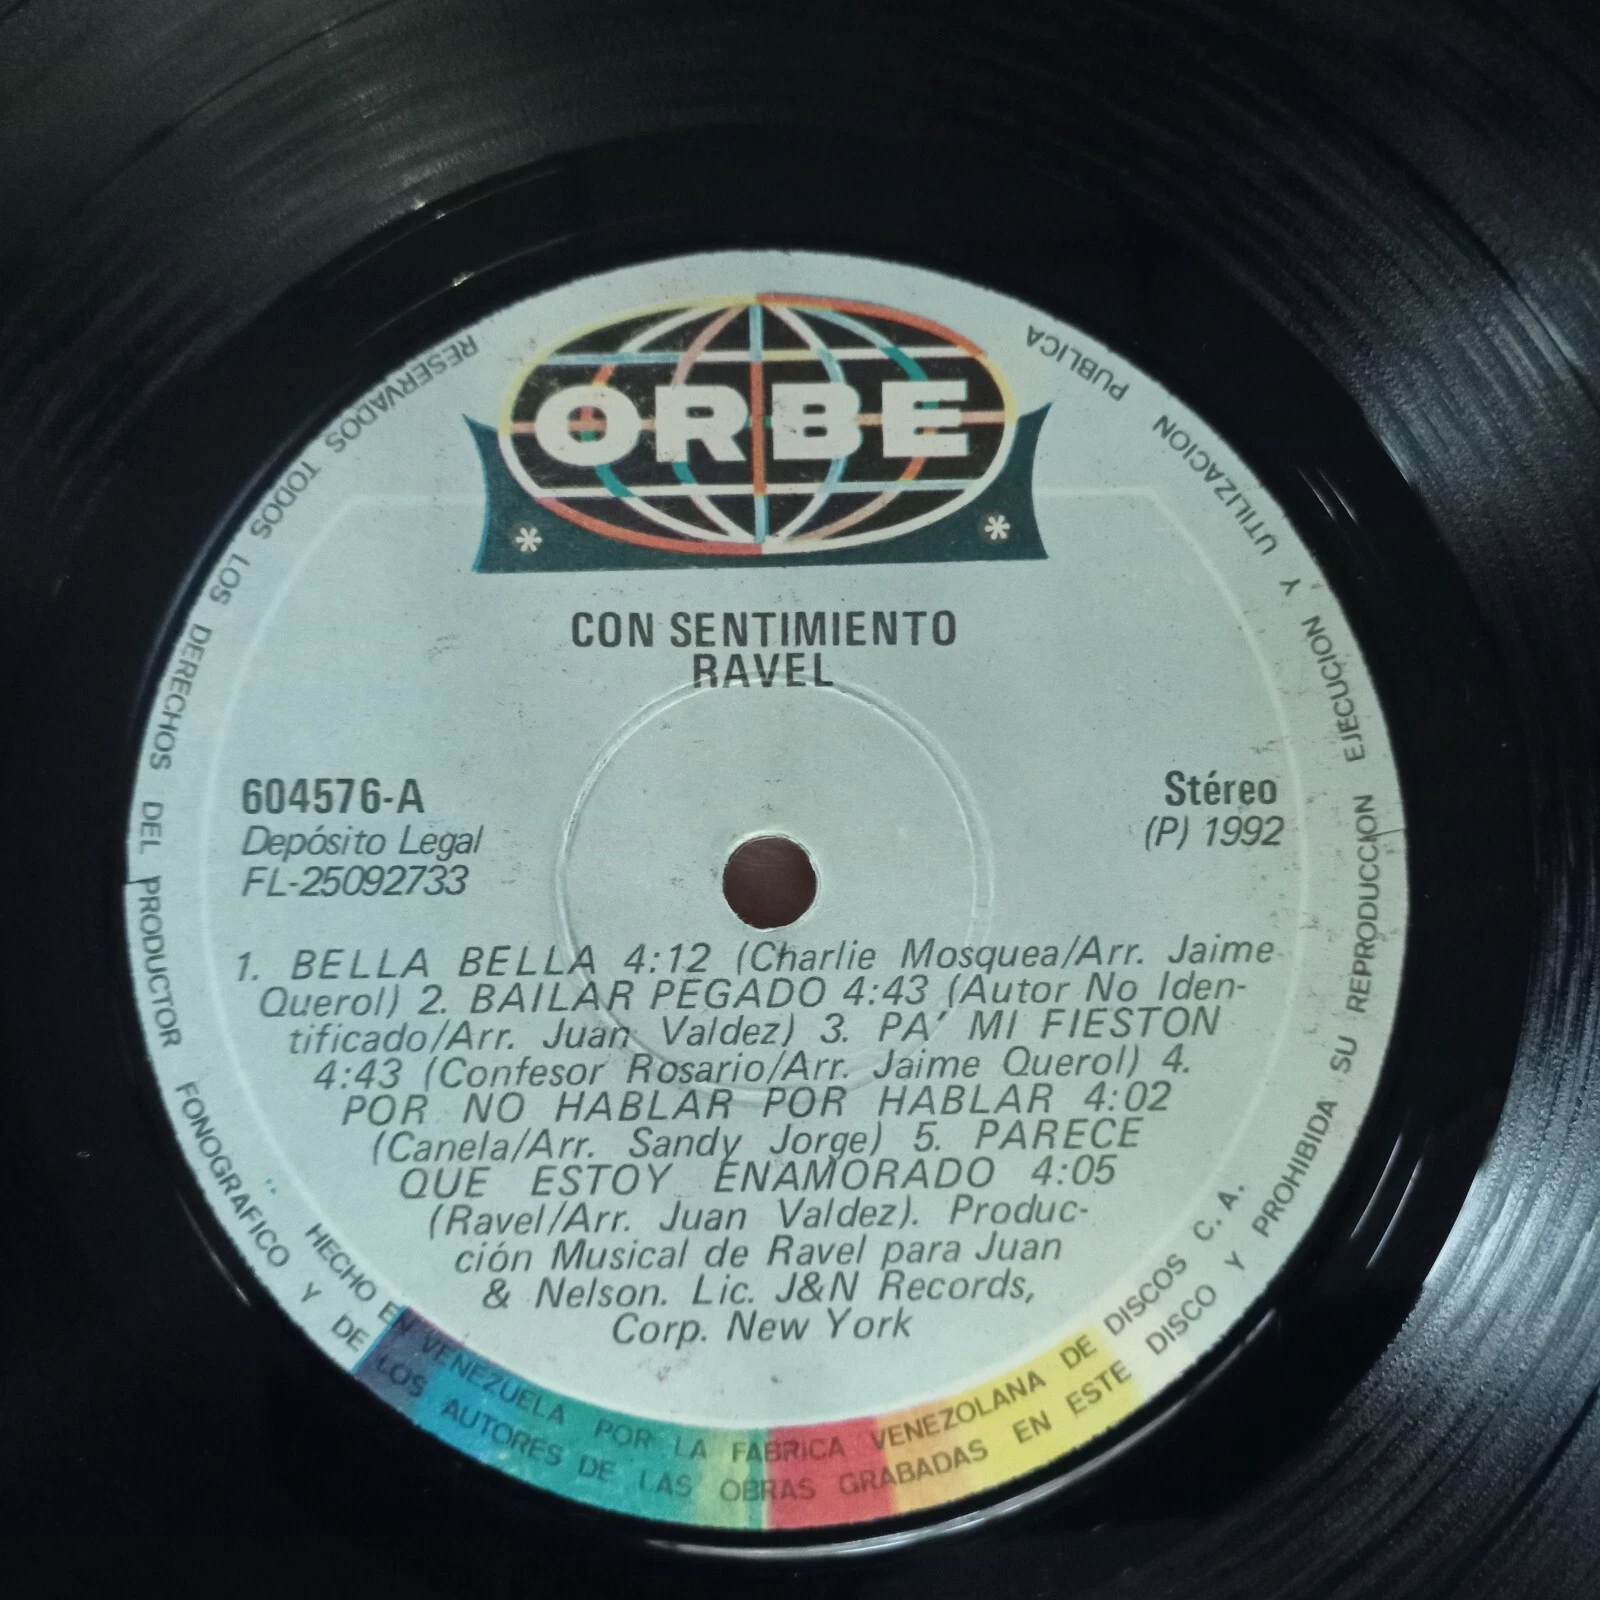 ORBE
CON SENTIMIENTO
RAVEL
604576-A
Depósito Legal
FL-25092733
Stéreo
(P) 1992
1. BELLA BELLA 4:12 (Charlie Mosquea/Arr. Jaime
Querol) 2. BAILAR PEGADO 4:43 (Autor No Iden-
tificado/Arr. Juan Valdez) 3. PA' MI FIESTON
4:43 (Confesor Rosario/Arr. Jaime Querol) 4.
POR NO HABLAR POR HABLAR 4:02
(Canela/Arr. Sandy Jorge) 5. PARECE
QUE ESTOY ENAMORADO 4:05
(Ravel/Arr. Juan Valdez). Produc-
ción Musical de Ravel para Juan
& Nelson. Lic. J&N Records,
Corp. New York
HECHO EN VENEZUELA POR LA FABRICA VENEZOLANA DE DISCOS C. A.
RESERVADOS TODOS LOS DERECHOS DEL PRODUCTOR FONOGRAFICO Y DE LOS AUTORES DE LAS OBRAS GRABADAS EN ESTE DISCO Y PROHIBIDA SU REPRODUCCION EJECUCION Y UTILIZACION PUBLICA